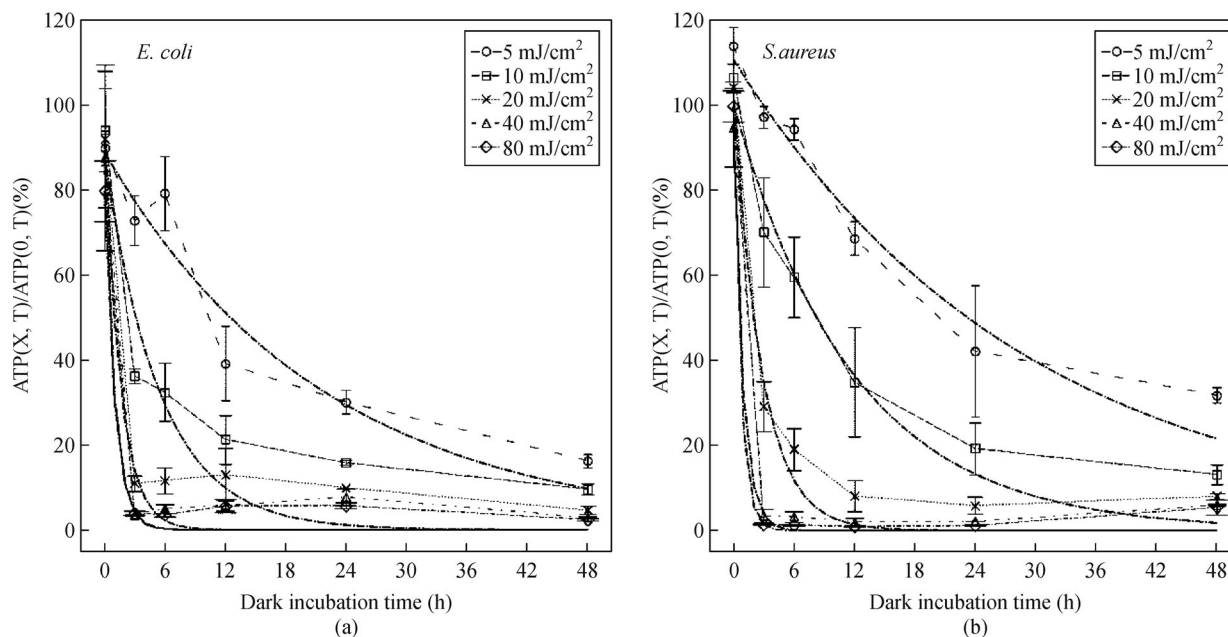 120
100
80
60
40
20
0
ATP(X, T)/ATP(0, T)(%)
E. coli
5 mJ/cm²
10 mJ/cm²
20 mJ/cm²
40 mJ/cm²
80 mJ/cm²
0 6 12 18 24 30 36 42 48
Dark incubation time (h)
(a)
120
100
80
60
40
20
0
ATP(X, T)/ATP(0, T)(%)
S.aureus
5 mJ/cm²
10 mJ/cm²
20 mJ/cm²
40 mJ/cm²
80 mJ/cm²
0 6 12 18 24 30 36 42 48
Dark incubation time (h)
(b)